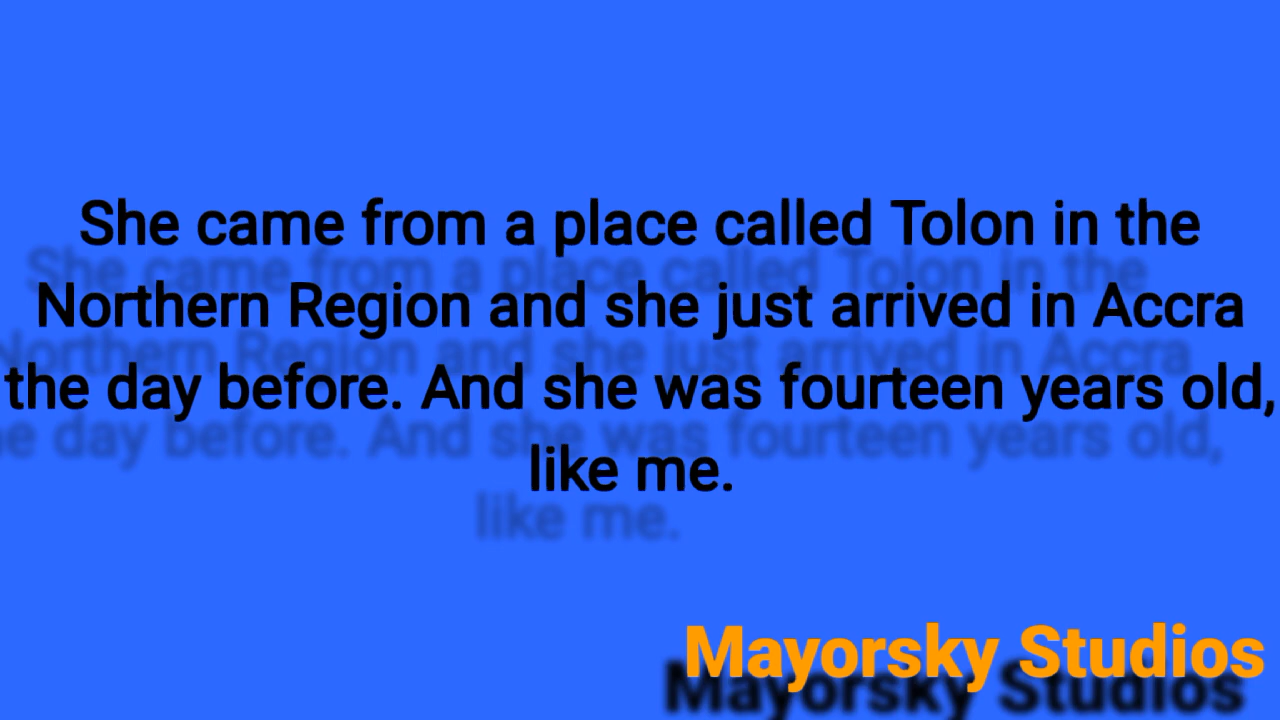 She came from a place called Tolon in the
Northern Region and she just arrived in Accra
the day before. And she was fourteen years old,
like me.
Mayorsky Studios